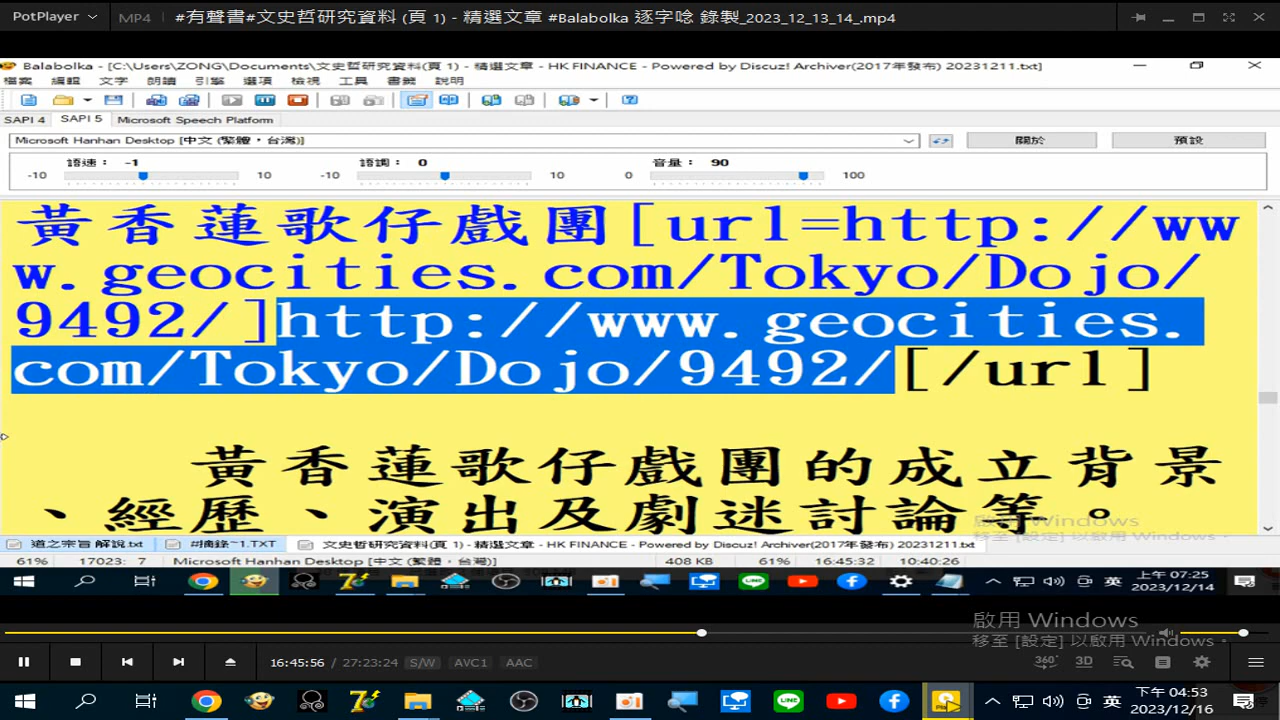 PotPlayer
MP4
#有聲書#文史哲研究資料 (頁 1) - 精選文章 #Balabolka 逐字唸 錄製_2023_12_13_14_.mp4
Balabolka - [C:\Users\ZONG\Documents\文史哲研究資料(頁 1) - 精選文章 - HK FINANCE - Powered by Discuz! Archiver(2017年發布) 20231211.txt]
檔案 編輯 文字 朗讀 引擎 選項 檢視 工具 書籤 說明
SAPI 4 SAPI 5 Microsoft Speech Platform
Microsoft Hanhan Desktop [中文 (繁體，台灣)]
關於 預設
語速： -1 語調： 0 音量： 90
-10 10 -10 10 0 100
黃香蓮歌仔戲團[url=http://ww
w.geocities.com/Tokyo/Dojo/
9492/]http://www.geocities.
com/Tokyo/Dojo/9492/[/url]
黃香蓮歌仔戲團的成立背景
、經歷、演出及劇迷討論等。
啟用 Windows
移至 [設定] 以啟用 Windows。
道之宗旨 解說.txt #摘錄~1.TXT 文史哲研究資料(頁 1) - 精選文章 - HK FINANCE - Powered by Discuz! Archiver(2017年發布) 20231211.txt
61% 17023: 7 Microsoft Hanhan Desktop [中文 (繁體，台灣)] 408 KB 61% 16:45:32 10:40:26
英 上午 07:25
2023/12/14
啟用 Windows
移至 [設定] 以啟用 Windows。
16:45:56 / 27:23:24 S/W AVC1 AAC
360° 3D
英 下午 04:53
2023/12/16